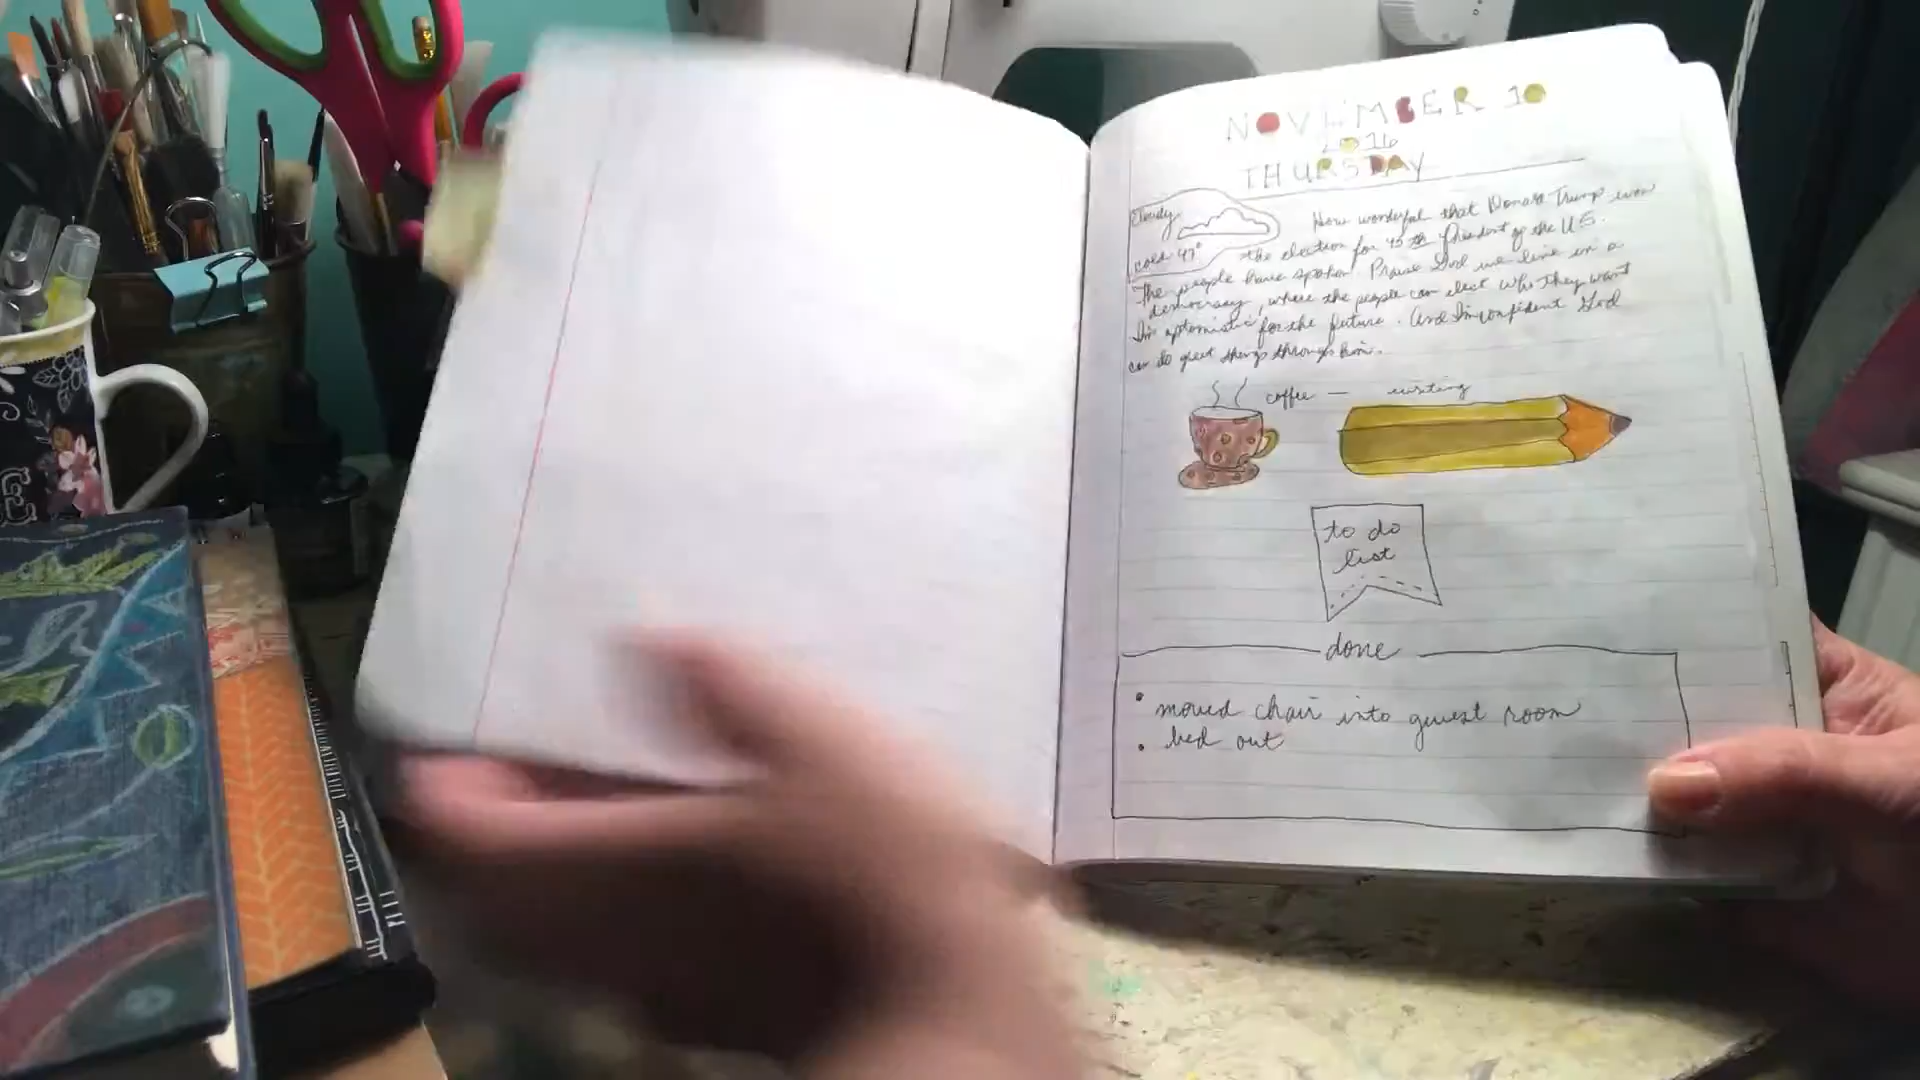 NOVEMBER 10
2016
THURSDAY
Cloudy
cold 47°
How wonderful that Donald Trump won
the election for 45th President of the U.S.
The people have spoken. Praise God we live in a
democracy, where the people can elect who they want
I'm optomistic for the future. And I'm confident God
can do great things through him.
coffee — writing
to do
list
done
• moved chair into guest room
• bed out